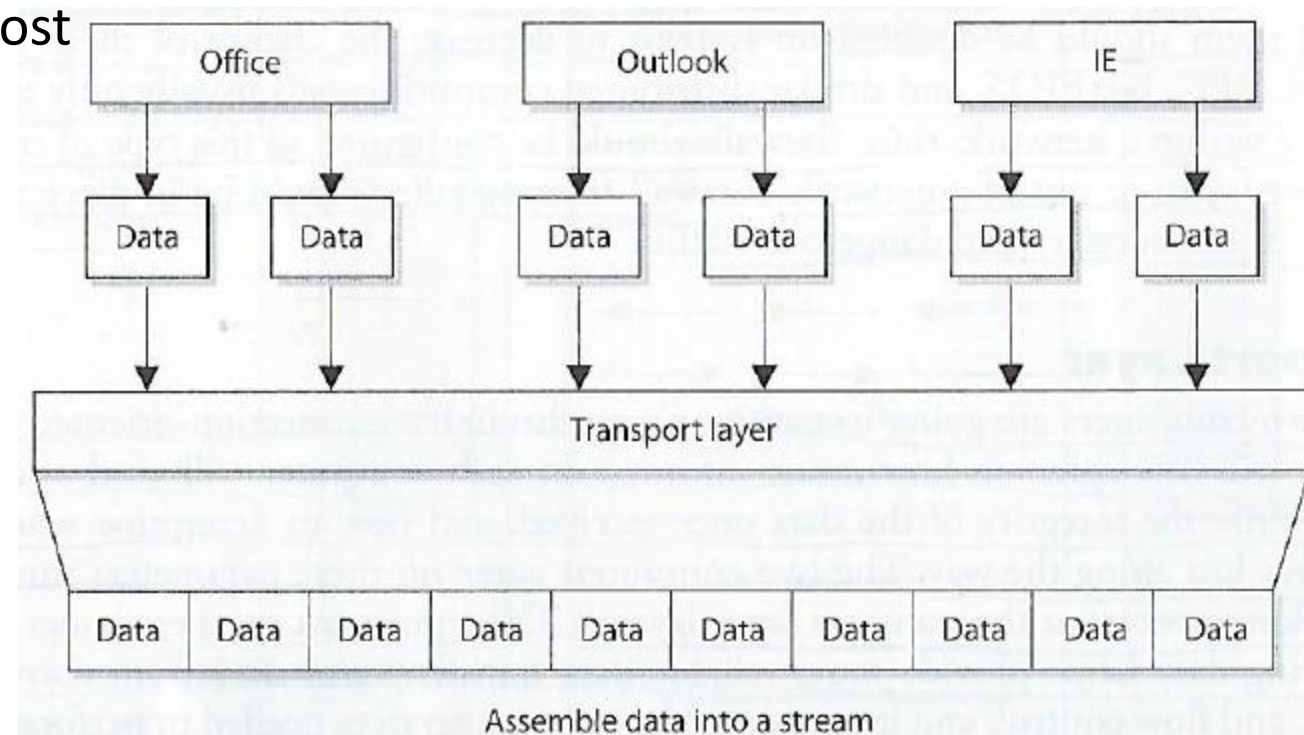 ost
Office Outlook IE
Data Data Data Data Data Data
Transport layer
Data Data Data Data Data Data Data Data Data Data
Assemble data into a stream